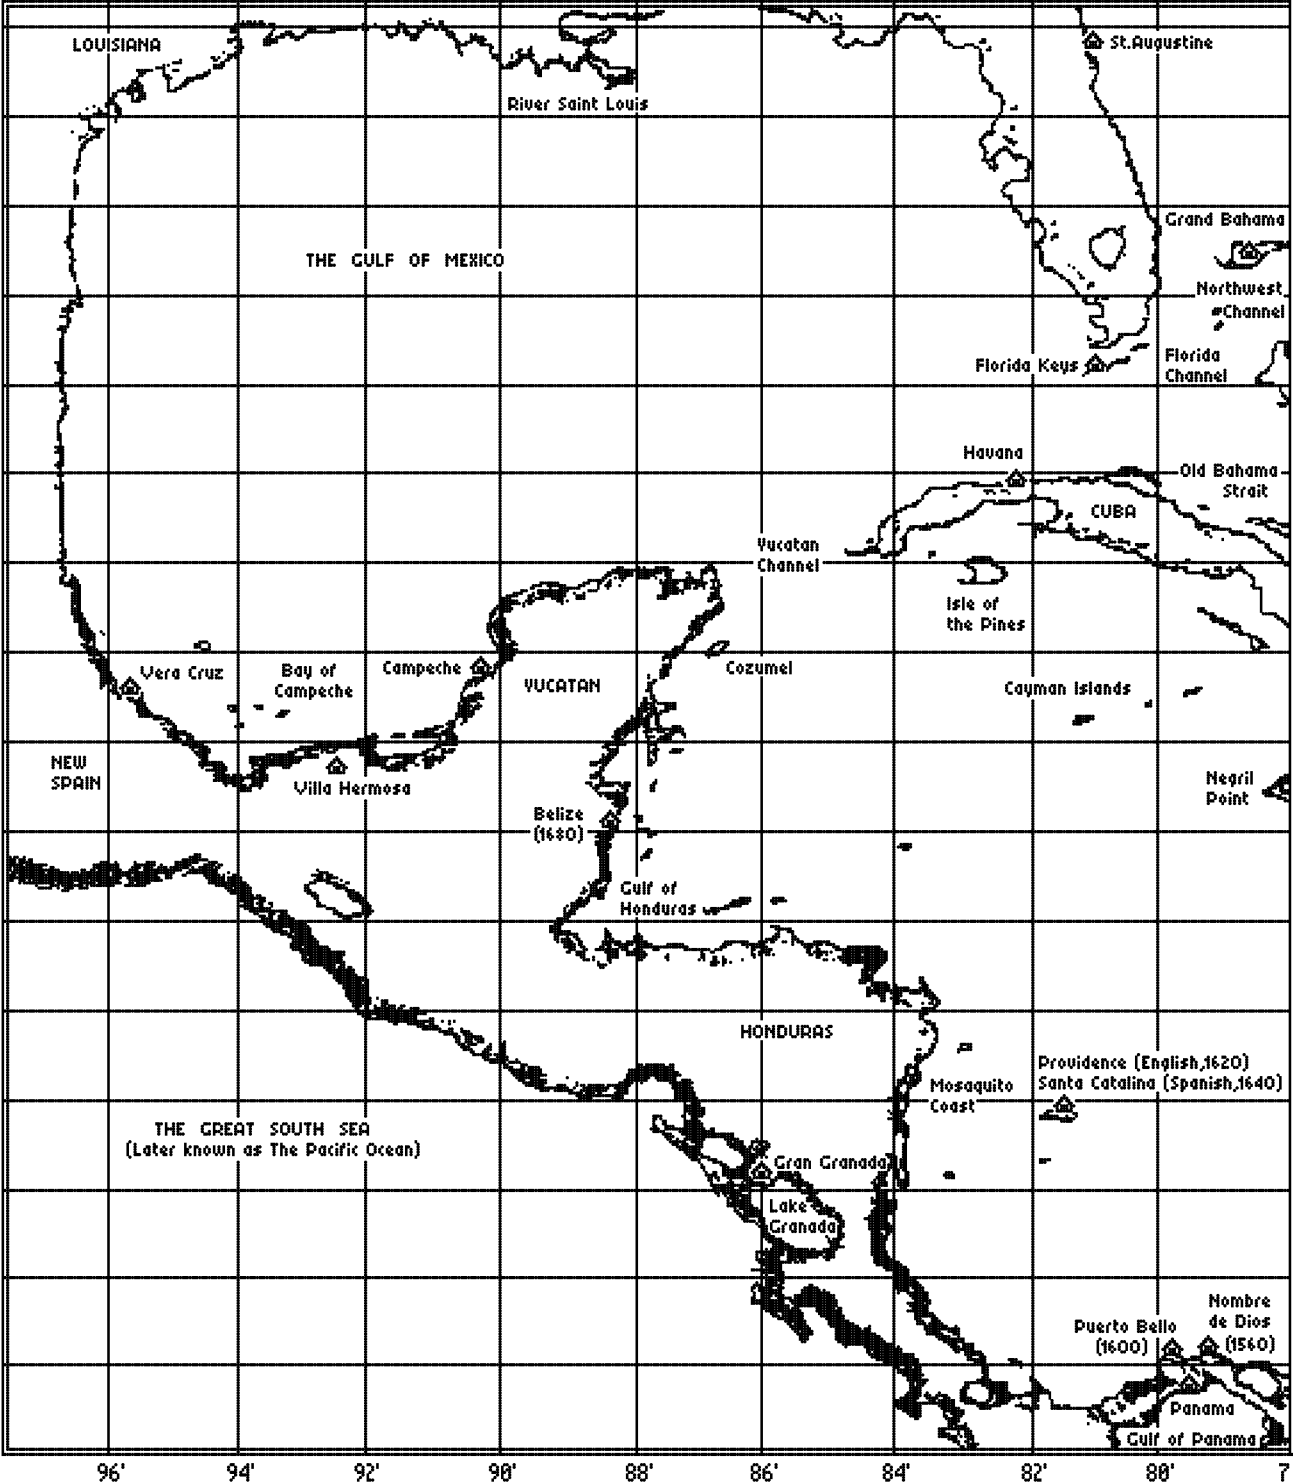 LOUISIANA
St.Augustine
River Saint Louis
Grand Bahama
THE GULF OF MEXICO
Northwest
Channel
Florida Keys
Florida
Channel
Havana
Old Bahama
Strait
CUBA
Yucatan
Channel
Isle of
the Pines
Vera Cruz
Bay of
Campeche
Campeche
YUCATAN
Cozumel
Cayman Islands
NEW
SPAIN
Villa Hermosa
Negril
Point
Belize
(1680)
Gulf of
Honduras
HONDURAS
Providence (English,1620)
Santa Catalina (Spanish,1640)
Mosaquito
Coast
THE GREAT SOUTH SEA
(Later known as The Pacific Ocean)
Gran Granada
Lake
Granada
Nombre
de Dios
(1560)
Puerto Bello
(1600)
Panama
Gulf of Panama
96' 94' 92' 90' 88' 86' 84' 82' 80' 7